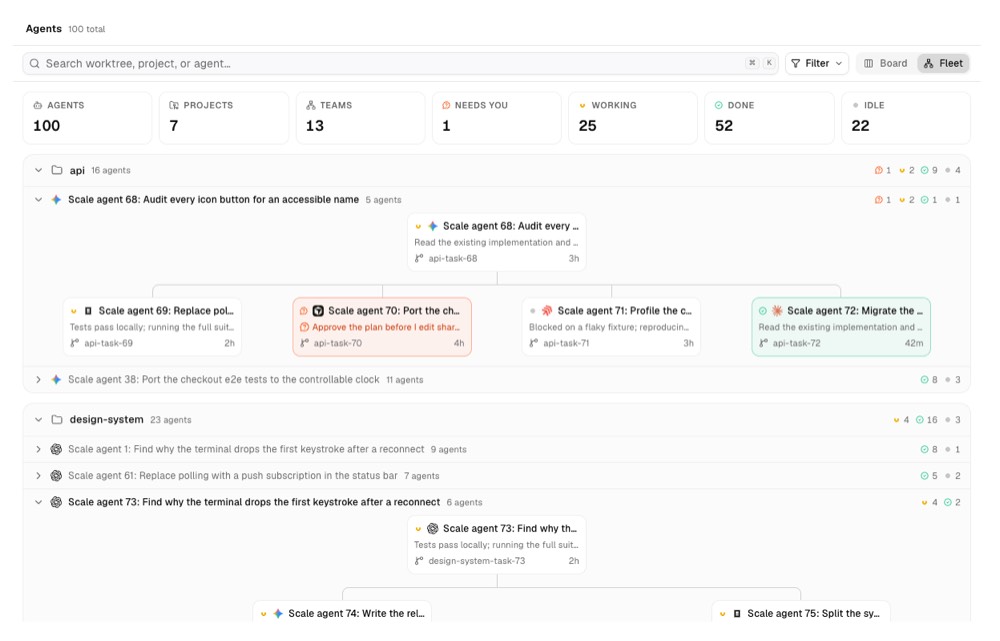 Agents 100 total
Search worktree, project, or agent... ⌘ K Filter Board Fleet
AGENTS PROJECTS TEAMS NEEDS YOU WORKING DONE IDLE
100 7 13 1 25 52 22
api 16 agents 1 2 9 4
Scale agent 68: Audit every icon button for an accessible name 5 agents 1 2 1 1
Scale agent 68: Audit every ...
Read the existing implementation and ...
api-task-68 3h
Scale agent 69: Replace pol...
Tests pass locally; running the full suit...
api-task-69 2h
Scale agent 70: Port the ch...
Approve the plan before I edit shar...
api-task-70 4h
Scale agent 71: Profile the c...
Blocked on a flaky fixture; reproducin...
api-task-71 3h
Scale agent 72: Migrate the ...
Read the existing implementation and ...
api-task-72 42m
Scale agent 38: Port the checkout e2e tests to the controllable clock 11 agents 8 3
design-system 23 agents 4 16 3
Scale agent 1: Find why the terminal drops the first keystroke after a reconnect 9 agents 8 1
Scale agent 61: Replace polling with a push subscription in the status bar 7 agents 5 2
Scale agent 73: Find why the terminal drops the first keystroke after a reconnect 6 agents 4 2
Scale agent 73: Find why th...
Tests pass locally; running the full suit...
design-system-task-73 2h
Scale agent 74: Write the rel...
Scale agent 75: Split the sy...